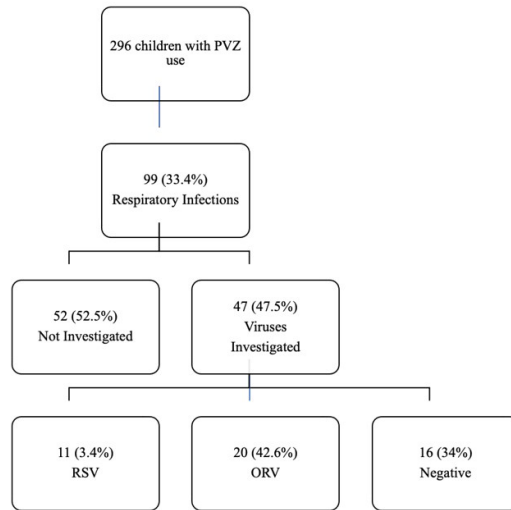 296 children with PVZ
use
99 (33.4%)
Respiratory Infections
52 (52.5%)
Not Investigated
47 (47.5%)
Viruses
Investigated
11 (3.4%)
RSV
20 (42.6%)
ORV
16 (34%)
Negative